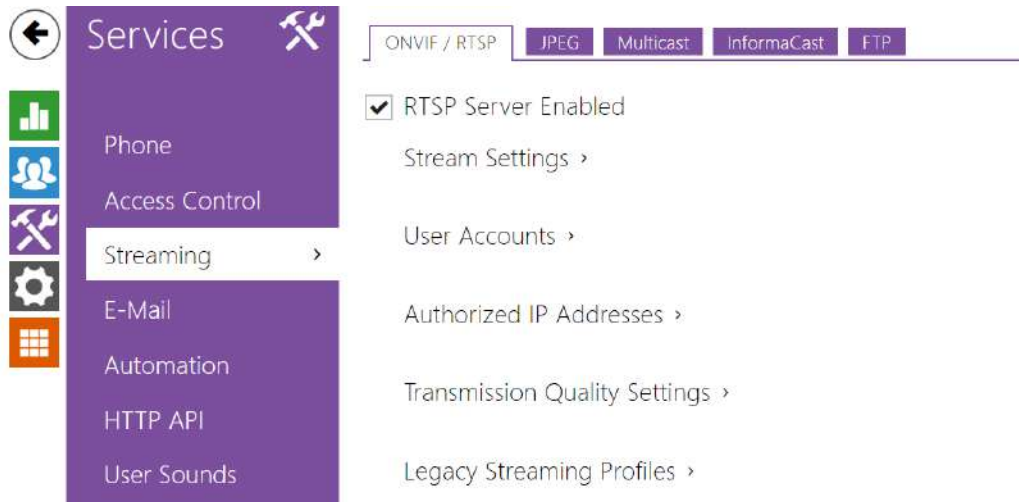 Services
Phone
Access Control
Streaming
E-Mail
Automation
HTTP API
User Sounds
ONVIF / RTSP JPEG Multicast InformaCast FTP
RTSP Server Enabled
Stream Settings ›
User Accounts ›
Authorized IP Addresses ›
Transmission Quality Settings ›
Legacy Streaming Profiles ›